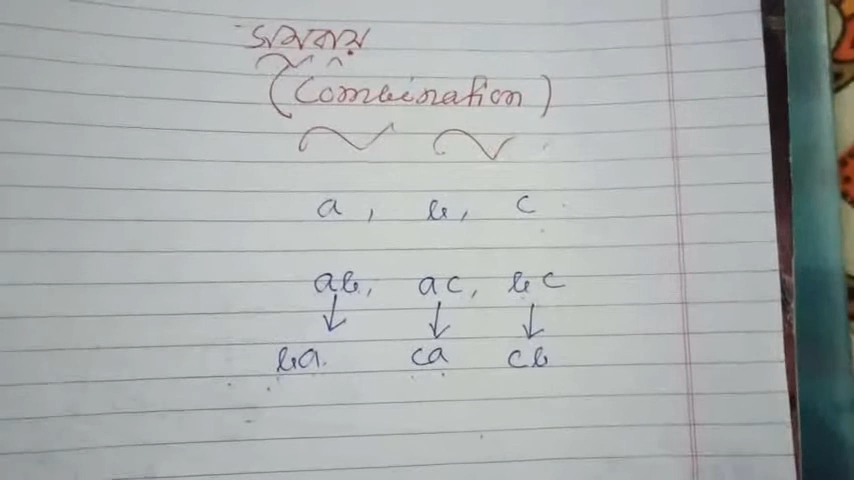 সমবায়
(Combination)
a, b, c
ab, ac, bc
ba ca cb